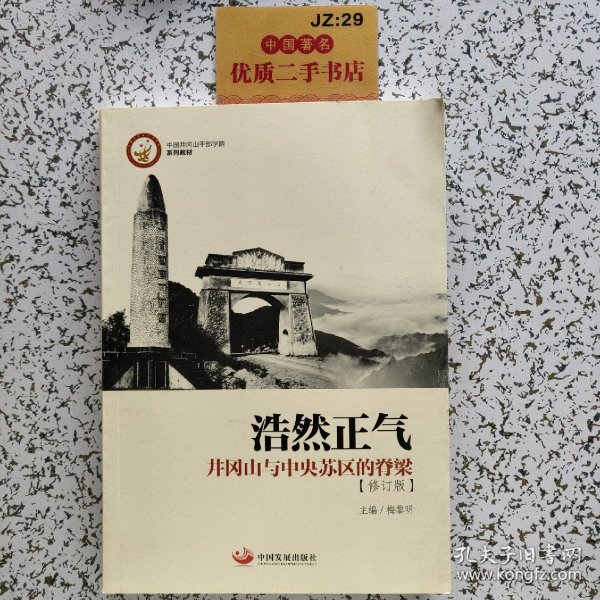 JZ:29
中国著名
优质二手书店
中国井冈山干部学院
系列教材
浩然正气
井冈山与中央苏区的脊梁
【修订版】
主编/梅黎明
中国发展出版社
CHINA DEVELOPMENT PRESS
孔夫子旧书网
www.kongfz.com